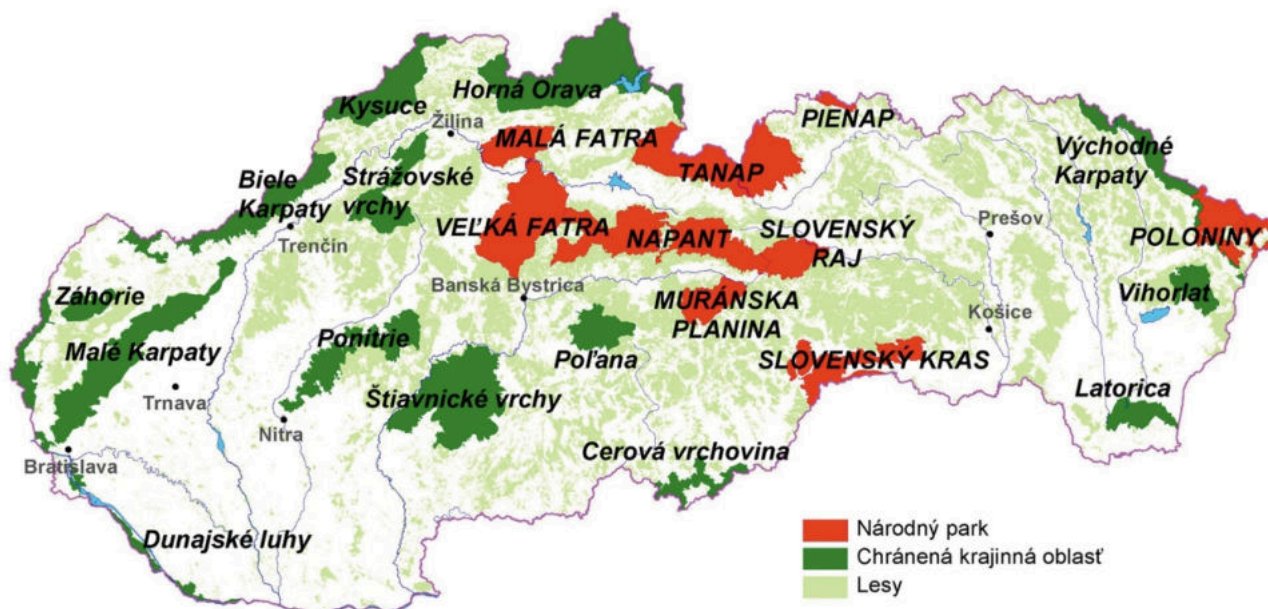 Horná Orava
Kysuce
Žilina
PIENAP
MALÁ FATRA
TANAP
Východné
Karpaty
Strážovské
vrchy
Biele
Karpaty
Trenčín
VEĽKÁ FATRA
NAPANT
SLOVENSKÝ
RAJ
Prešov
POLONINY
Banská Bystrica
MURÁNSKA
PLANINA
Záhorie
Vihorlat
Košice
Ponitrie
Malé Karpaty
Poľana
SLOVENSKÝ KRAS
Trnava
Štiavnické vrchy
Latorica
Nitra
Cerová vrchovina
Bratislava
Dunajské luhy
Národný park
Chránená krajinná oblasť
Lesy